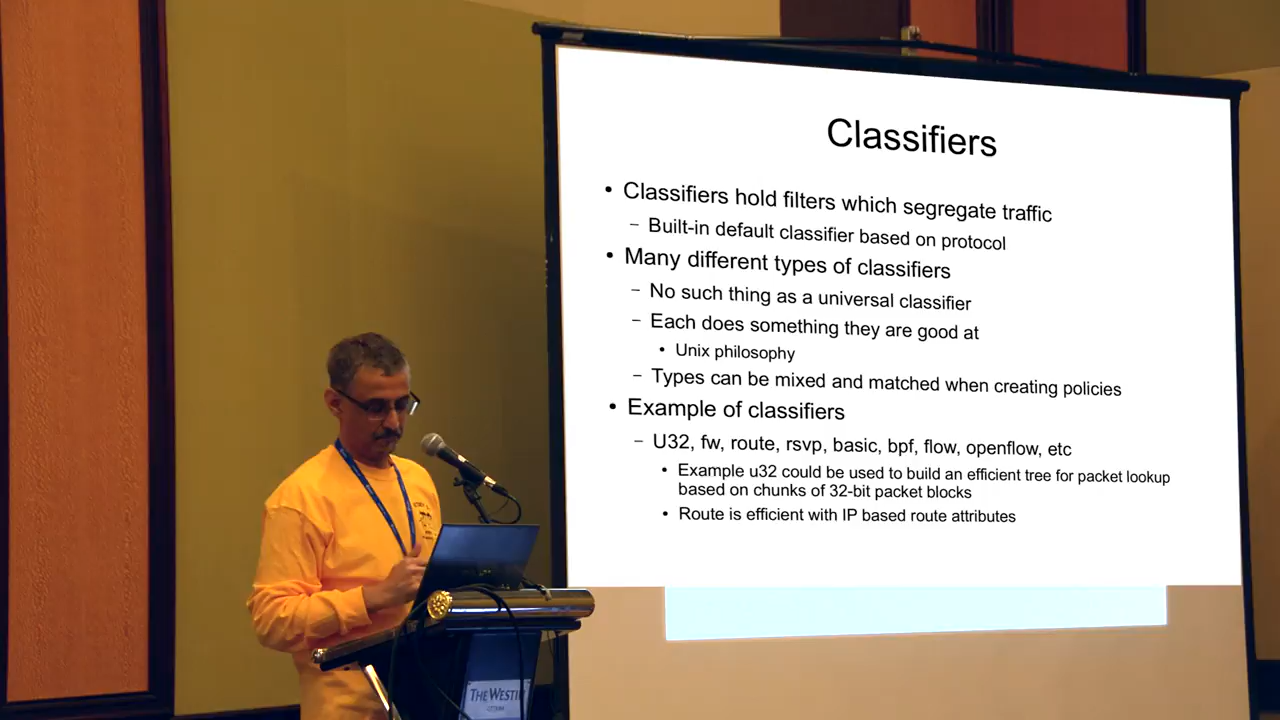 Classifiers
• Classifiers hold filters which segregate traffic
– Built-in default classifier based on protocol
• Many different types of classifiers
– No such thing as a universal classifier
– Each does something they are good at
• Unix philosophy
– Types can be mixed and matched when creating policies
• Example of classifiers
– U32, fw, route, rsvp, basic, bpf, flow, openflow, etc
• Example u32 could be used to build an efficient tree for packet lookup
based on chunks of 32-bit packet blocks
• Route is efficient with IP based route attributes
THE WESTI